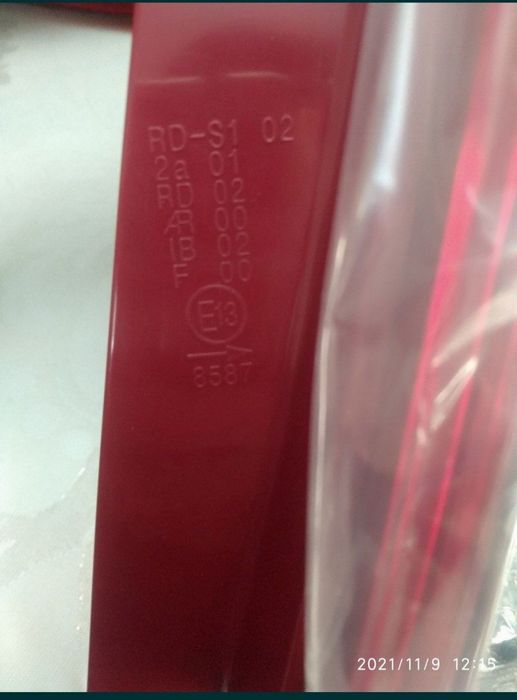 RD-S1 02
2a 01
RD 02
AR 00
IB 02
F 00
E13
8587
2021/11/9 12:15